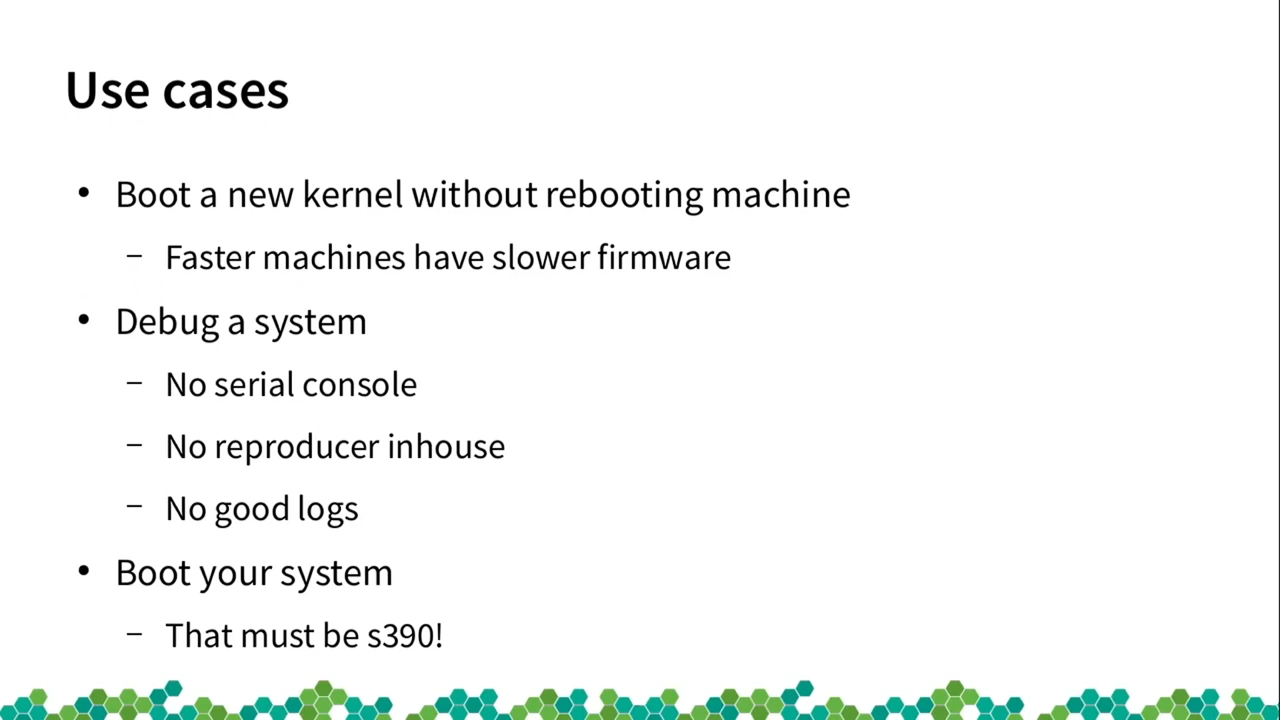 Use cases
• Boot a new kernel without rebooting machine
– Faster machines have slower firmware
• Debug a system
– No serial console
– No reproducer inhouse
– No good logs
• Boot your system
– That must be s390!